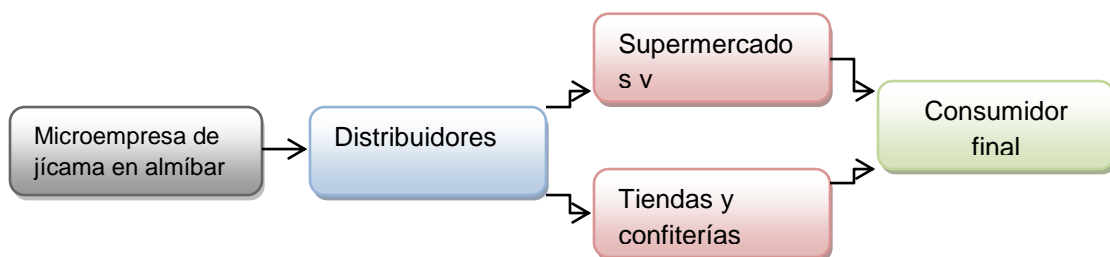 Microempresa de
jícama en almíbar
Distribuidores
Supermercado
s y
Tiendas y
confiterías
Consumidor
final